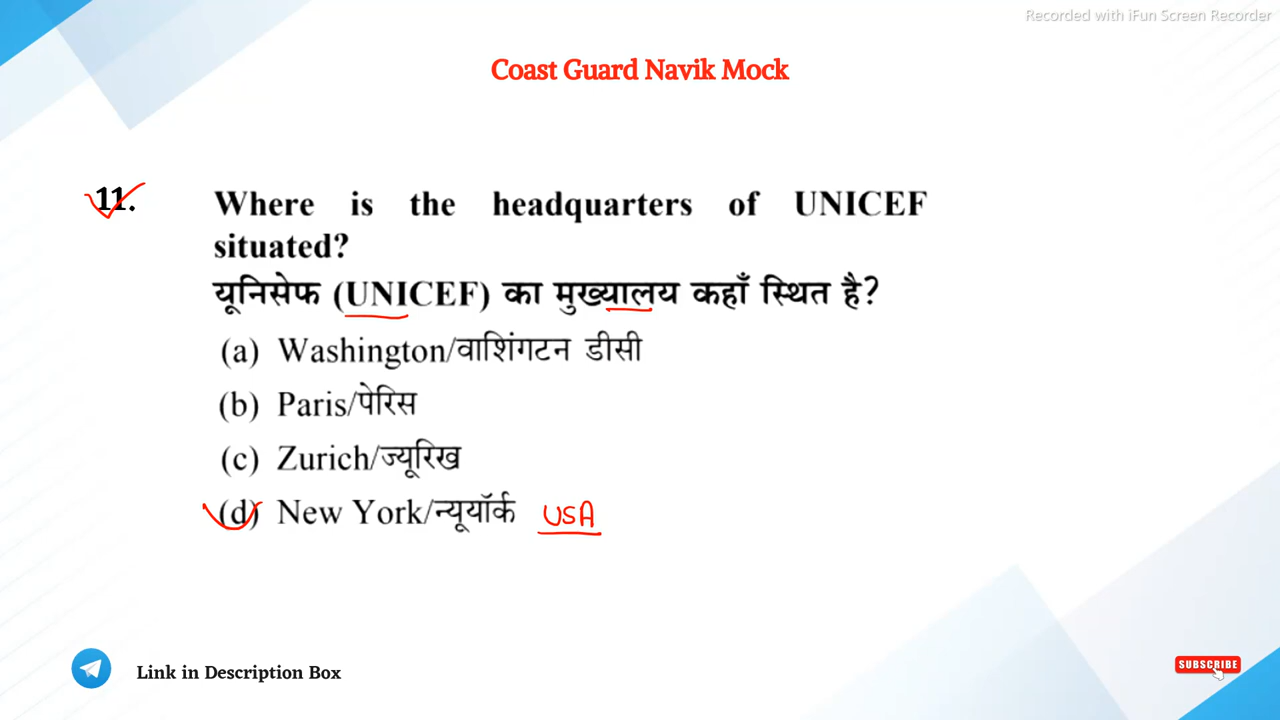 Recorded with iFun Screen Recorder
Coast Guard Navik Mock
11. Where is the headquarters of UNICEF
situated?
यूनिसेफ (UNICEF) का मुख्यालय कहाँ स्थित है?
(a) Washington/वाशिंगटन डीसी
(b) Paris/पेरिस
(c) Zurich/ज्यूरिख
(d) New York/न्यूयॉर्क USA
Link in Description Box
SUBSCRIBE